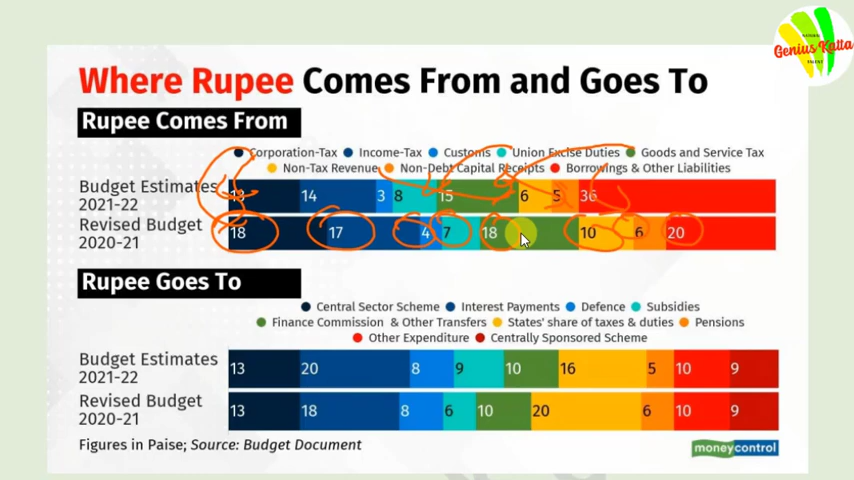 Genius Katta
Where Rupee Comes From and Goes To
Rupee Comes From
Corporation-Tax Income-Tax Customs Union Excise Duties Goods and Service Tax
Non-Tax Revenue Non-Debt Capital Receipts Borrowings & Other Liabilities
Budget Estimates
2021-22
13 14 3 8 15 6 5 36
Revised Budget
2020-21
18 17 4 7 18 10 6 20
Rupee Goes To
Central Sector Scheme Interest Payments Defence Subsidies
Finance Commission & Other Transfers States' share of taxes & duties Pensions
Other Expenditure Centrally Sponsored Scheme
Budget Estimates
2021-22
13 20 8 9 10 16 5 10 9
Revised Budget
2020-21
13 18 8 6 10 20 6 10 9
Figures in Paise; Source: Budget Document
moneycontrol